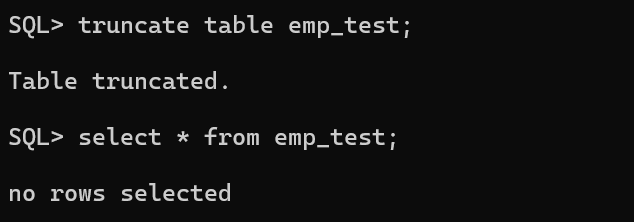 SQL> truncate table emp_test;
Table truncated.
SQL> select * from emp_test;
no rows selected